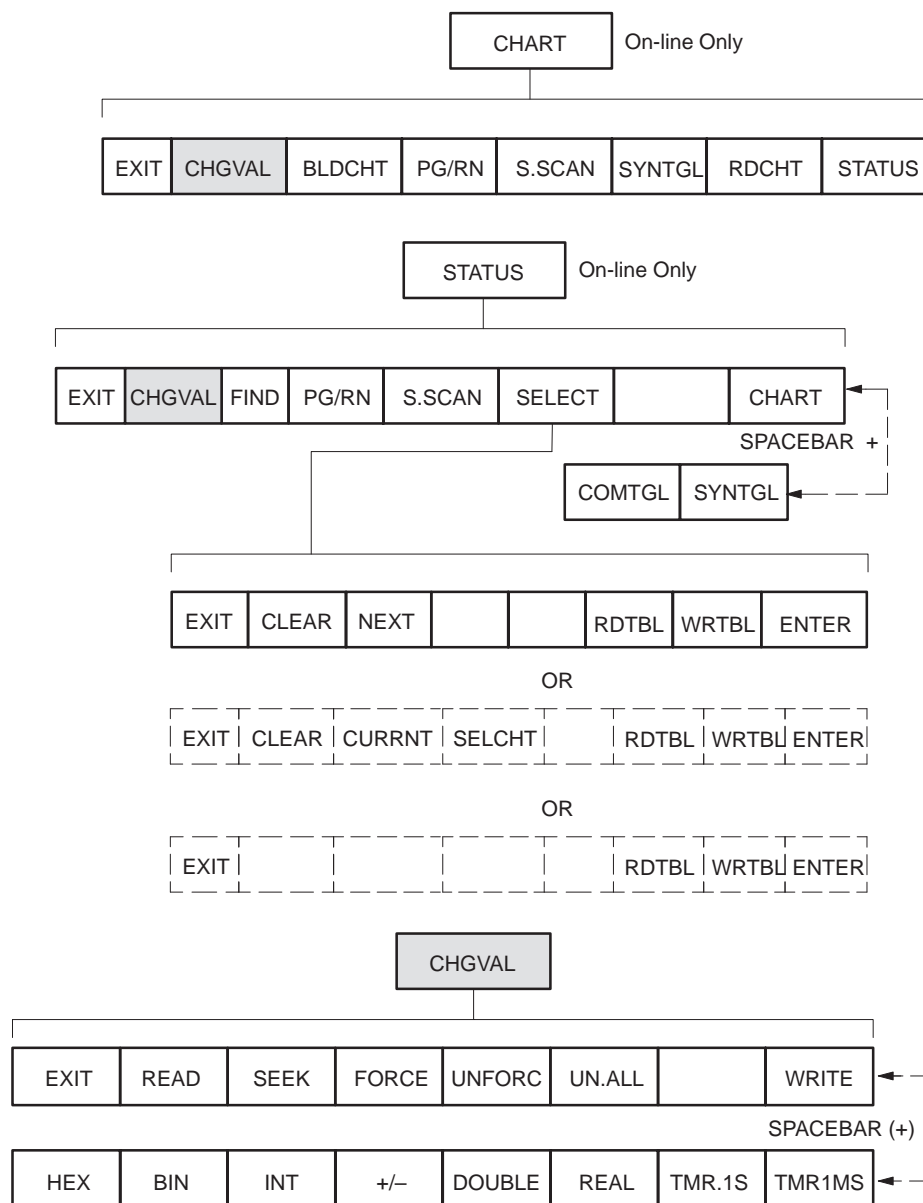 CHART On-line Only
EXIT CHGVAL BLDCHT PG/RN S.SCAN SYNTGL RDCHT STATUS
STATUS On-line Only
EXIT CHGVAL FIND PG/RN S.SCAN SELECT CHART
SPACEBAR +
COMTGL SYNTGL
EXIT CLEAR NEXT RDTBL WRTBL ENTER
OR
EXIT CLEAR CURRNT SELCHT RDTBL WRTBL ENTER
OR
EXIT RDTBL WRTBL ENTER
CHGVAL
EXIT READ SEEK FORCE UNFORC UN.ALL WRITE
SPACEBAR (+)
HEX BIN INT +/– DOUBLE REAL TMR.1S TMR1MS